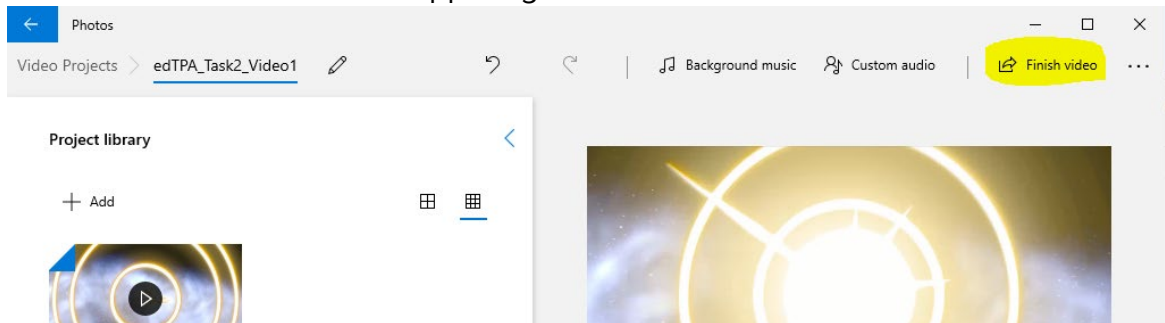 Photos
Video Projects > edTPA_Task2_Video1 Background music Custom audio Finish video ...
Project library
+ Add